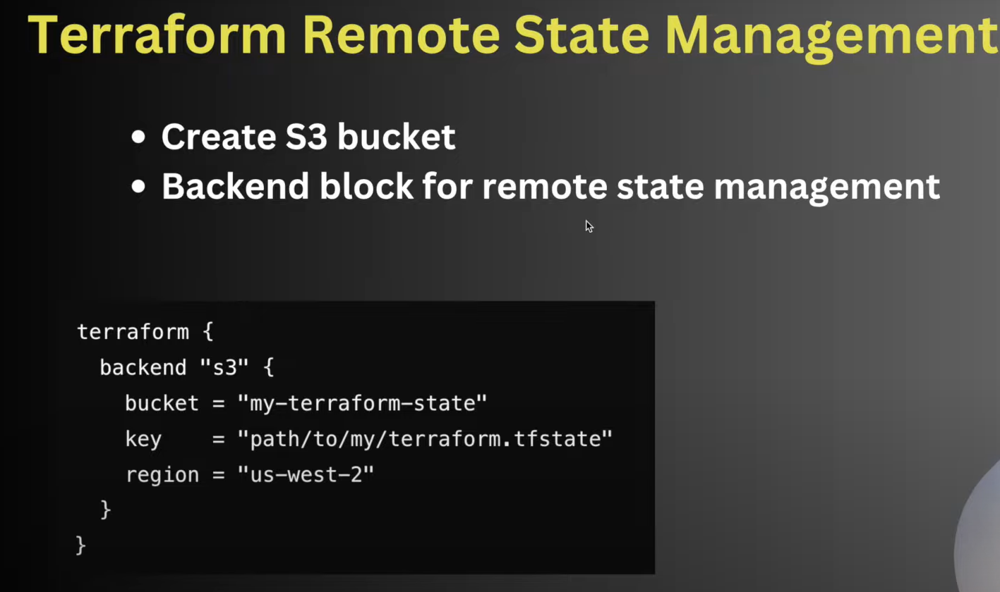 Terraform Remote State Management
• Create S3 bucket
• Backend block for remote state management
terraform {
  backend "s3" {
    bucket = "my-terraform-state"
    key    = "path/to/my/terraform.tfstate"
    region = "us-west-2"
  }
}